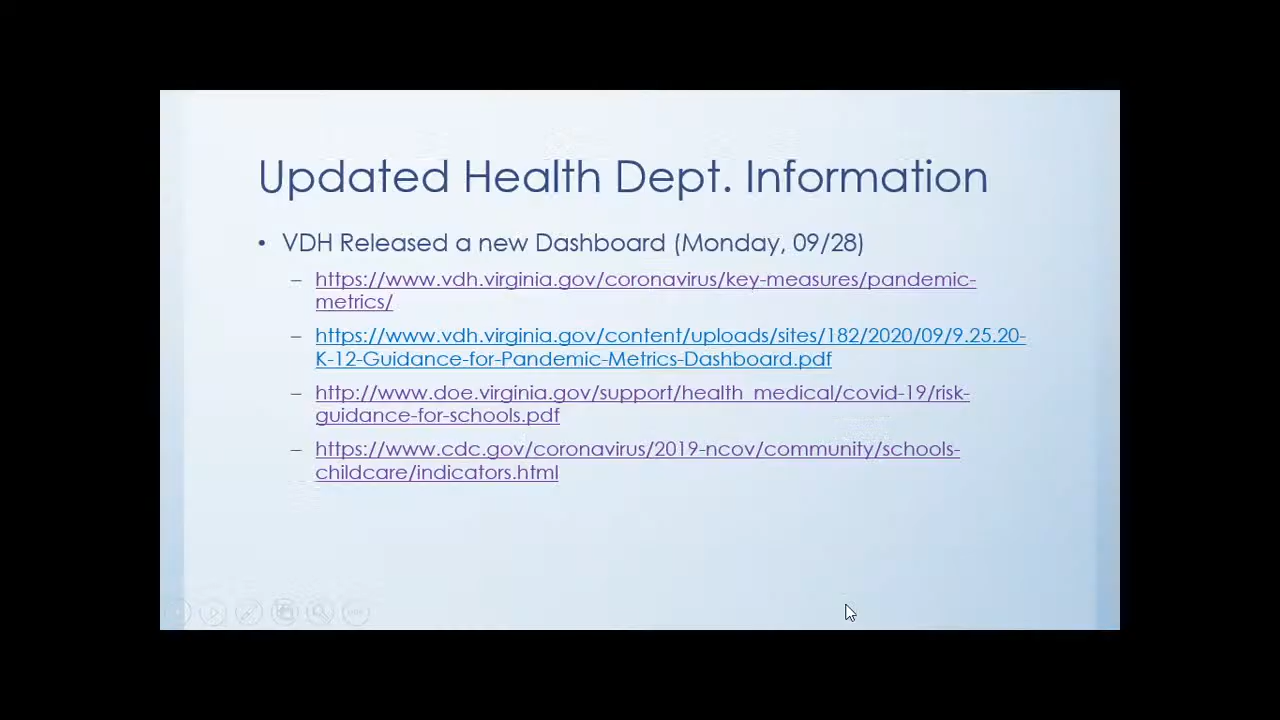 Updated Health Dept. Information
• VDH Released a new Dashboard (Monday, 09/28)
– https://www.vdh.virginia.gov/coronavirus/key-measures/pandemic-
metrics/
– https://www.vdh.virginia.gov/content/uploads/sites/182/2020/09/9.25.20-
K-12-Guidance-for-Pandemic-Metrics-Dashboard.pdf
– http://www.doe.virginia.gov/support/health_medical/covid-19/risk-
guidance-for-schools.pdf
– https://www.cdc.gov/coronavirus/2019-ncov/community/schools-
childcare/indicators.html